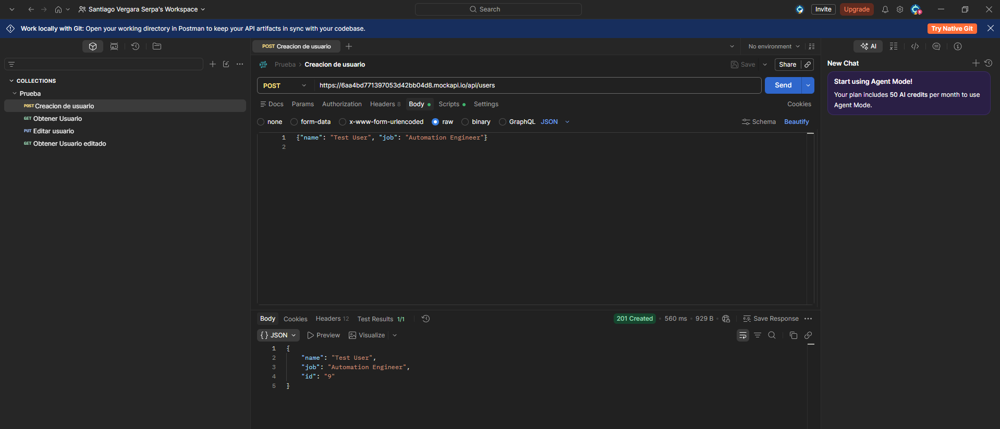 Santiago Vergara Serpa's Workspace
Search
Invite
Upgrade
Work locally with Git: Open your working directory in Postman to keep your API artifacts in sync with your codebase.
Try Native Git
POST Creacion de usuario
No environment
AI
COLLECTIONS
Prueba
POST Creacion de usuario
GET Obtener Usuario
PUT Editar usuario
GET Obtener Usuario editado
HTTP Prueba > Creacion de usuario
Save
Share
POST
https://6aa4bd771397053d42bb04d8.mockapi.io/api/users
Send
Docs Params Authorization Headers 8 Body Scripts Settings
Cookies
none form-data x-www-form-urlencoded raw binary GraphQL JSON
Schema Beautify
1 {"name": "Test User", "job": "Automation Engineer"}
2
Body Cookies Headers 12 Test Results 1/1
201 Created • 560 ms • 929 B
e.g. Save Response
{} JSON Preview Visualize
1 {
2 "name": "Test User",
3 "job": "Automation Engineer",
4 "id": "9"
5 }
New Chat
Start using Agent Mode!
Your plan includes 50 AI credits per month to use
Agent Mode.